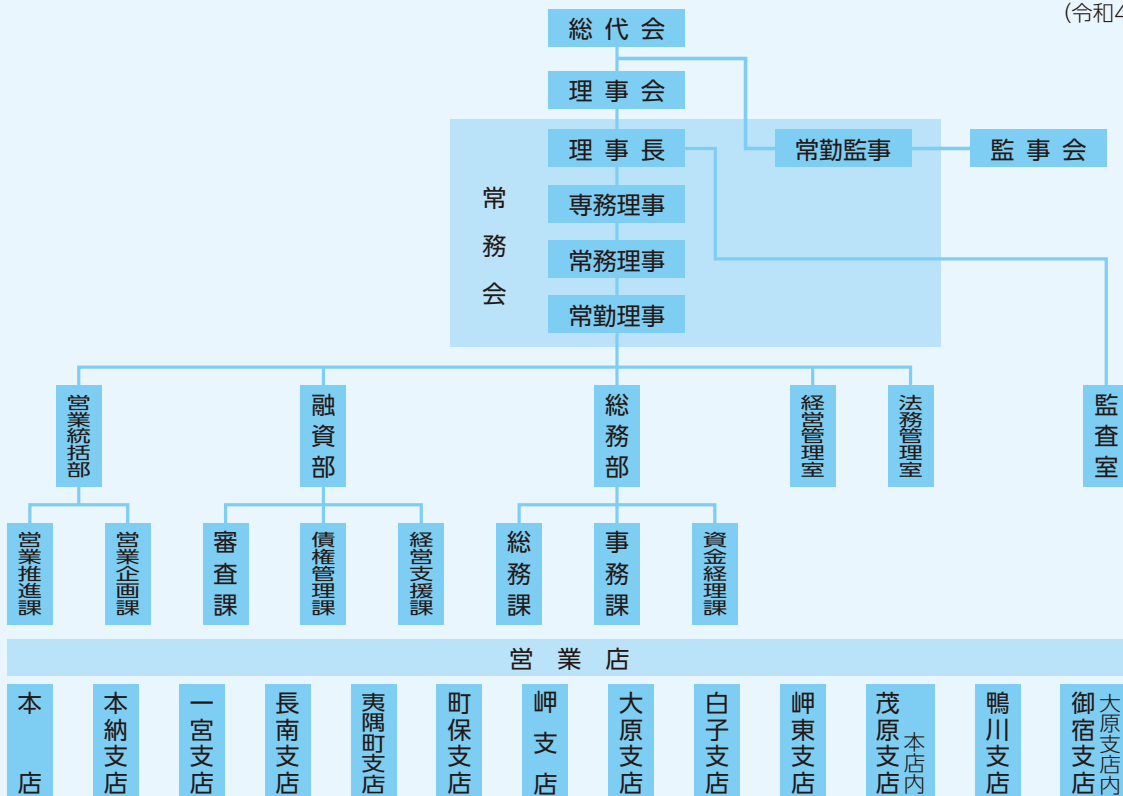 (令和4
総代会
理事会
理事長
常勤監事
監事会
常務会
専務理事
常務理事
常勤理事
営業統括部
融資部
総務部
経営管理室
法務管理室
監査室
営業推進課
営業企画課
審査課
債権管理課
経営支援課
総務課
事務課
資金経理課
営業店
本店
本納支店
一宮支店
長南支店
夷隅町支店
町保支店
岬支店
大原支店
白子支店
岬東支店
茂原支店
本店内
鴨川支店
御宿支店
大原支店内